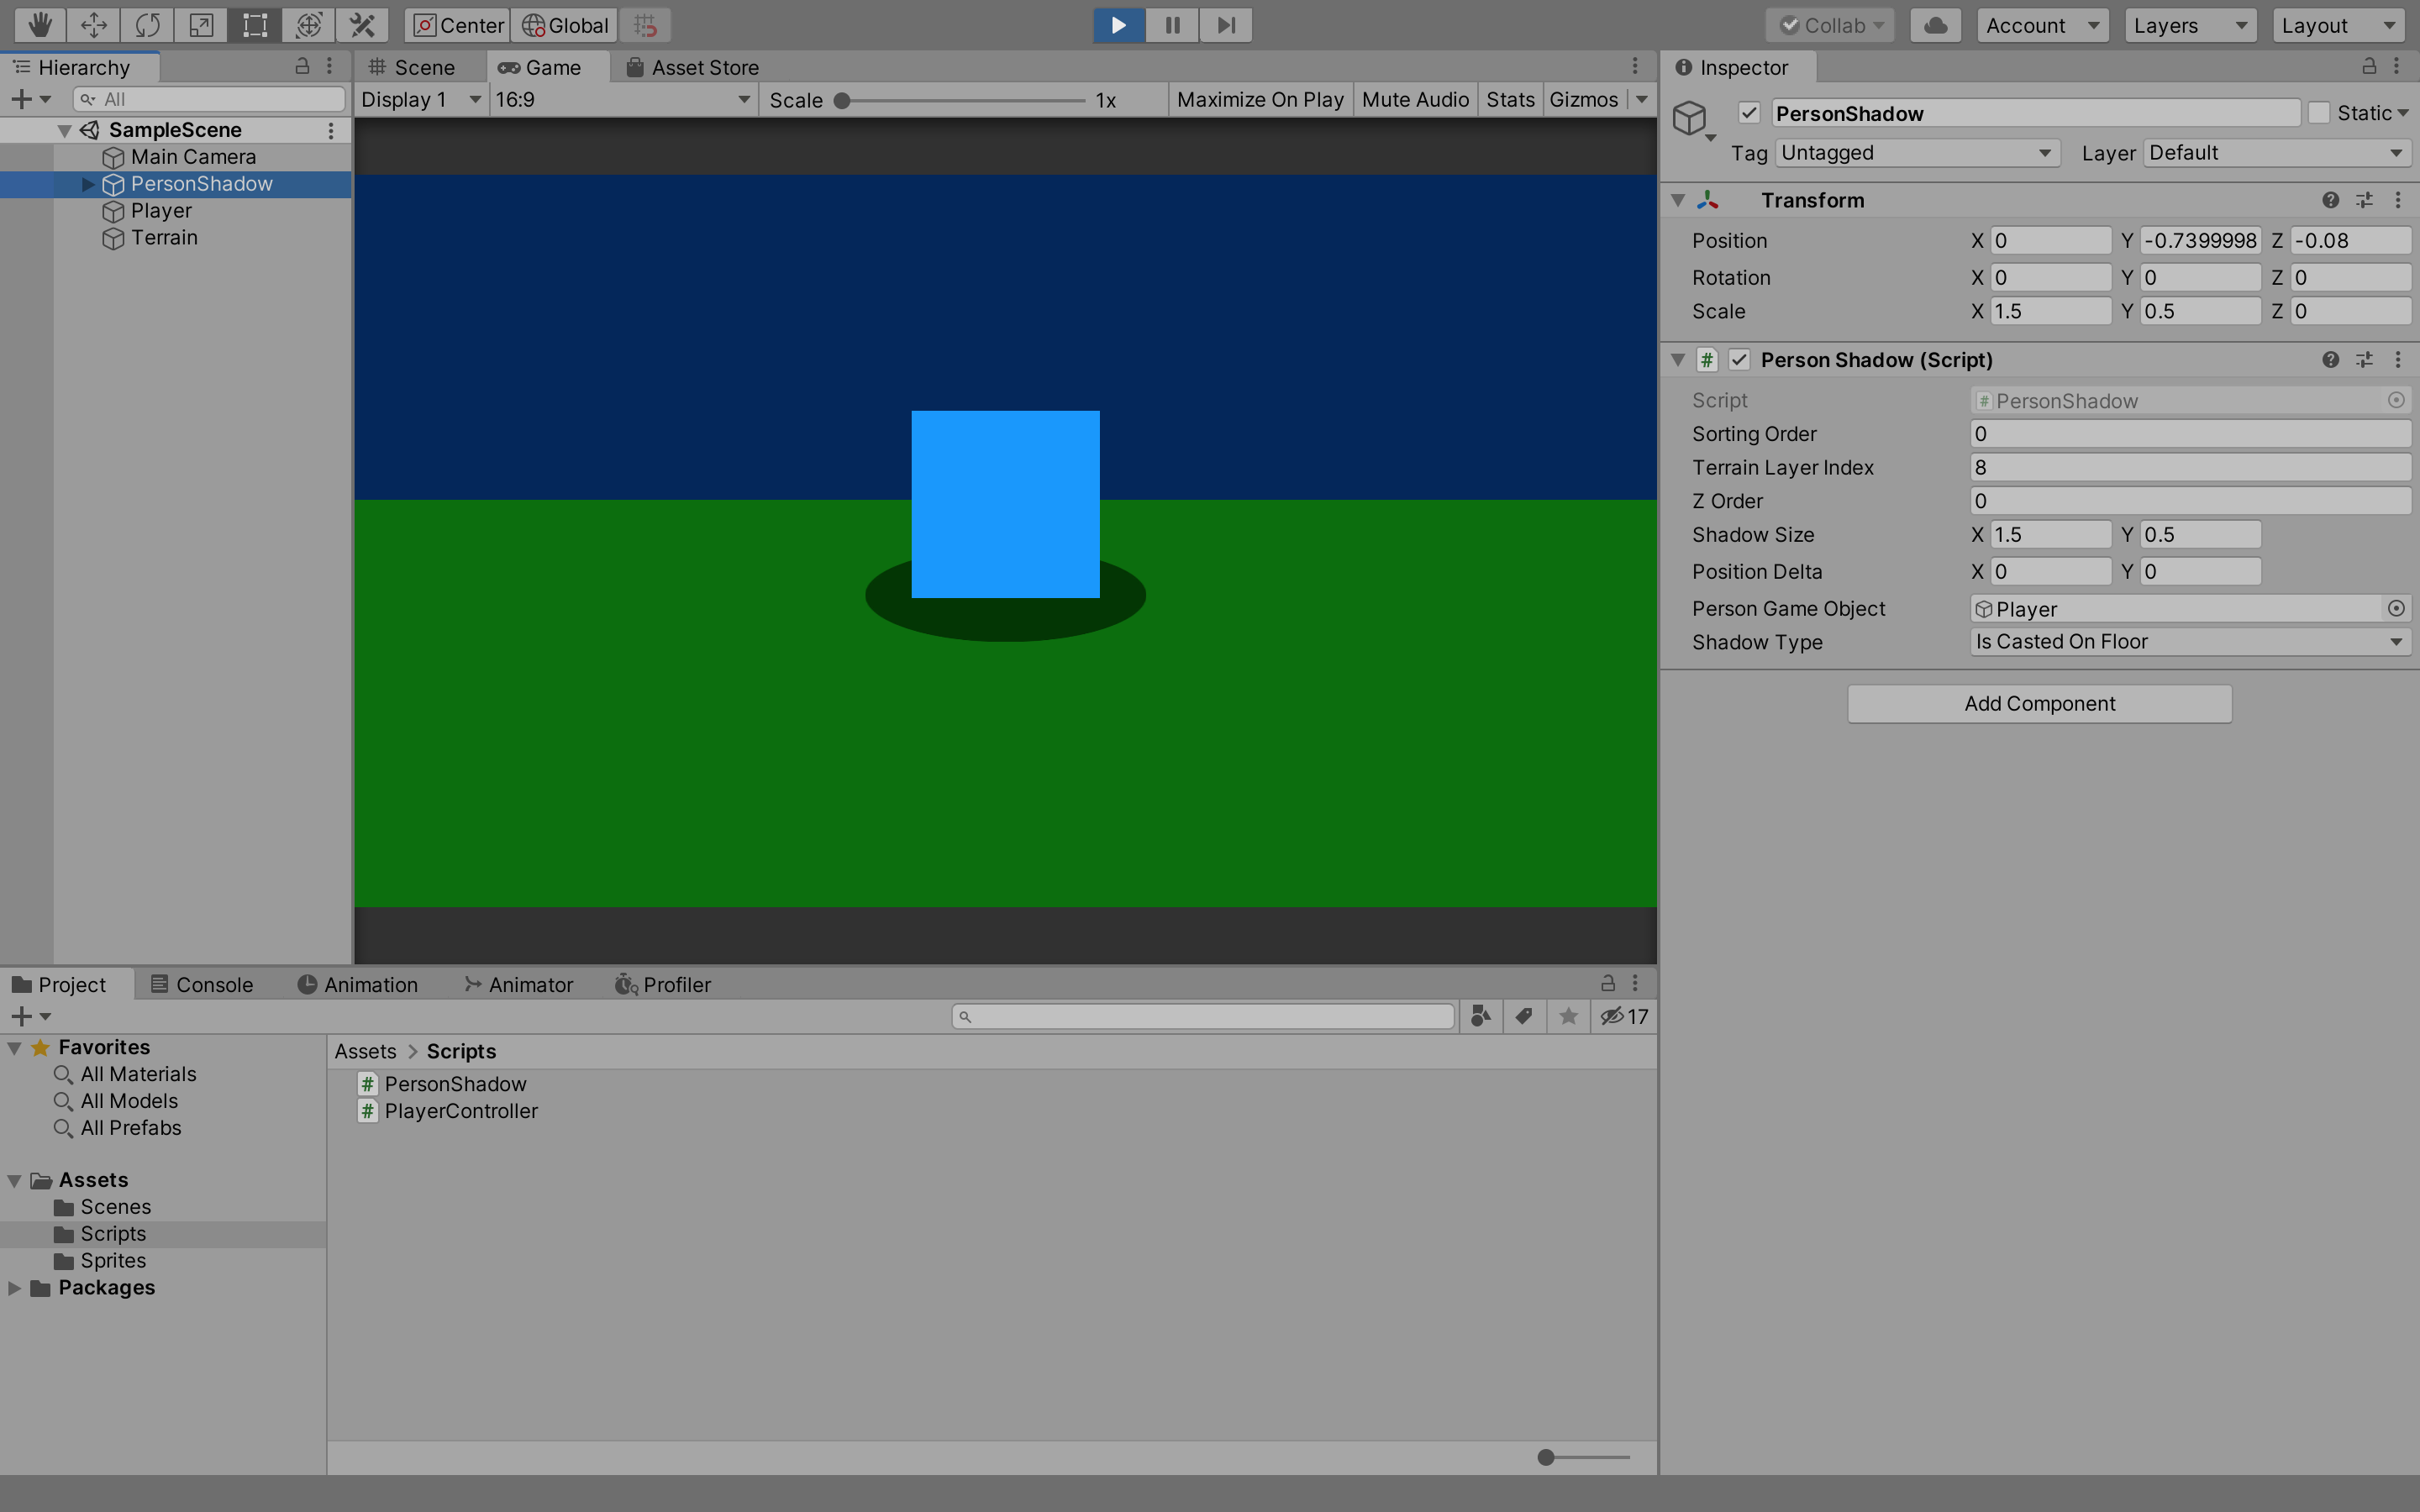 Center Global Collab Account Layers Layout
Hierarchy
All
SampleScene
Main Camera
PersonShadow
Player
Terrain
Scene Game Asset Store
Display 1 16:9 Scale 1x Maximize On Play Mute Audio Stats Gizmos
Inspector
PersonShadow Static
Tag Untagged Layer Default
Transform
Position X 0 Y -0.7399998 Z -0.08
Rotation X 0 Y 0 Z 0
Scale X 1.5 Y 0.5 Z 0
# Person Shadow (Script)
Script # PersonShadow
Sorting Order 0
Terrain Layer Index 8
Z Order 0
Shadow Size X 1.5 Y 0.5
Position Delta X 0 Y 0
Person Game Object Player
Shadow Type Is Casted On Floor
Add Component
Project Console Animation Animator Profiler
17
Favorites
All Materials
All Models
All Prefabs
Assets
Scenes
Scripts
Sprites
Packages
Assets > Scripts
# PersonShadow
# PlayerController